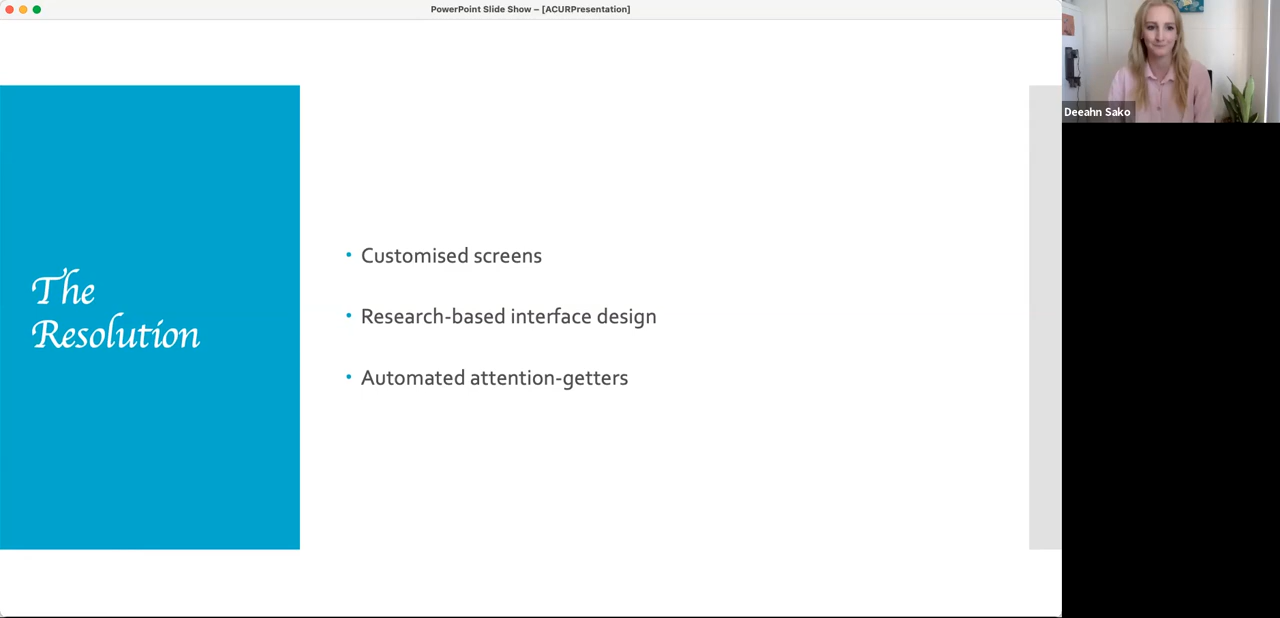 PowerPoint Slide Show – [ACURPresentation]
Deeahn Sako
The
Resolution
• Customised screens
• Research-based interface design
• Automated attention-getters